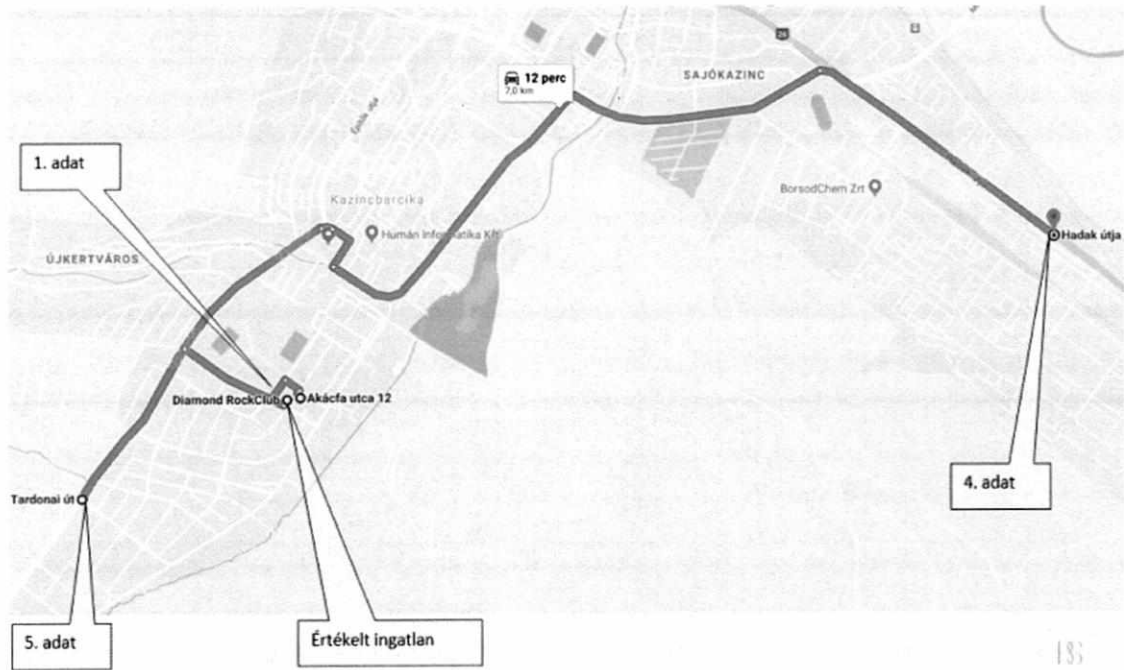 26
SAJÓKAZINC
12 perc
7,0 km
1. adat
BorsodChem Zrt
Kazincbarcika
Humán Informatika Kft
Hadak útja
ÚJKERTVÁROS
Diamond RockClub
Akácfa utca 12
4. adat
Tardonai út
5. adat
Értékelt ingatlan